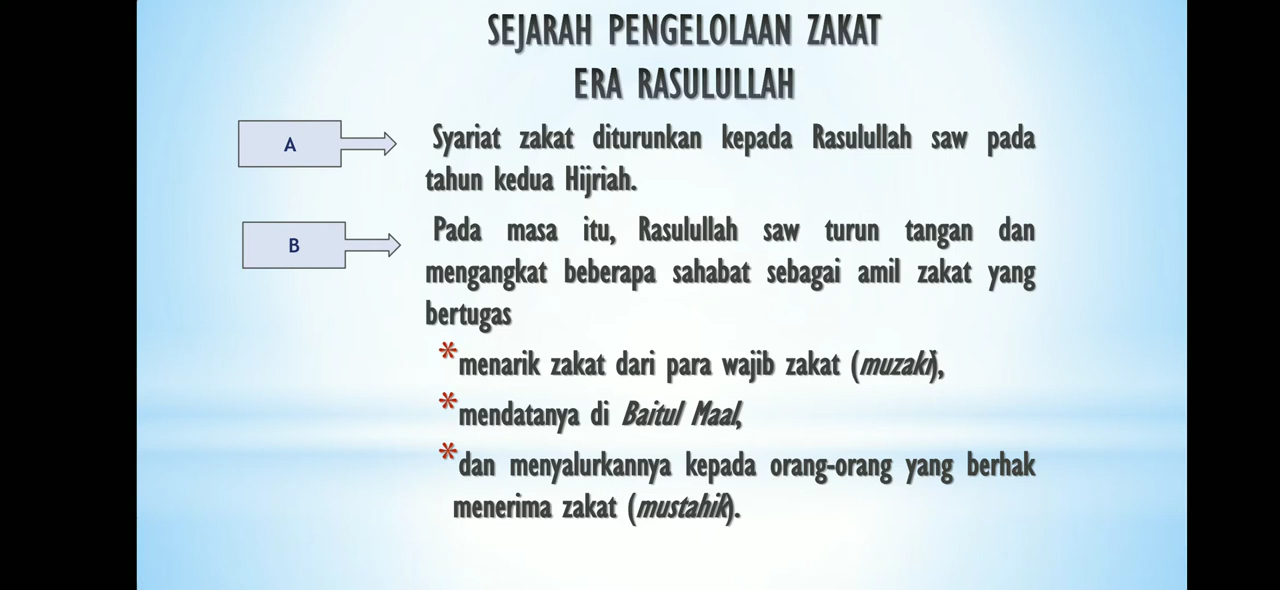 SEJARAH PENGELOLAAN ZAKAT
ERA RASULULLAH
A
Syariat zakat diturunkan kepada Rasulullah saw pada
tahun kedua Hijriah.
B
Pada masa itu, Rasulullah saw turun tangan dan
mengangkat beberapa sahabat sebagai amil zakat yang
bertugas
*menarik zakat dari para wajib zakat (muzaki),
*mendatanya di Baitul Maal,
*dan menyalurkannya kepada orang-orang yang berhak
menerima zakat (mustahik).